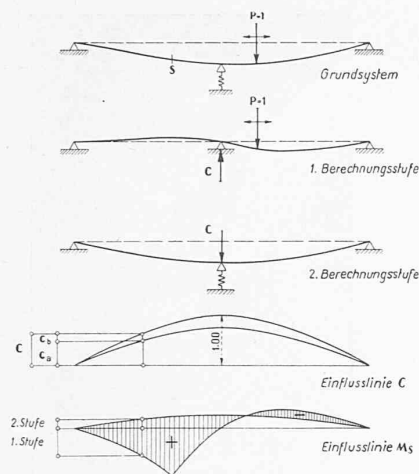 P=1
S
Grundsystem
P=1
C
1. Berechnungsstufe
C
2. Berechnungsstufe
C
Cb
Ca
1.00
Einflusslinie C
2. Stufe
1. Stufe
+
−
Einflusslinie Ms